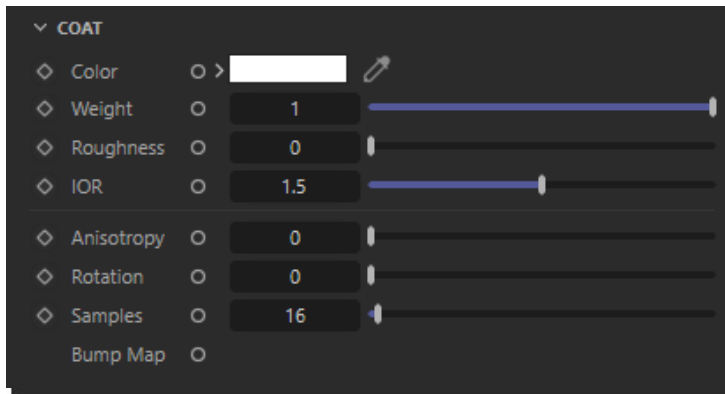 COAT
Color
Weight 1
Roughness 0
IOR 1.5
Anisotropy 0
Rotation 0
Samples 16
Bump Map